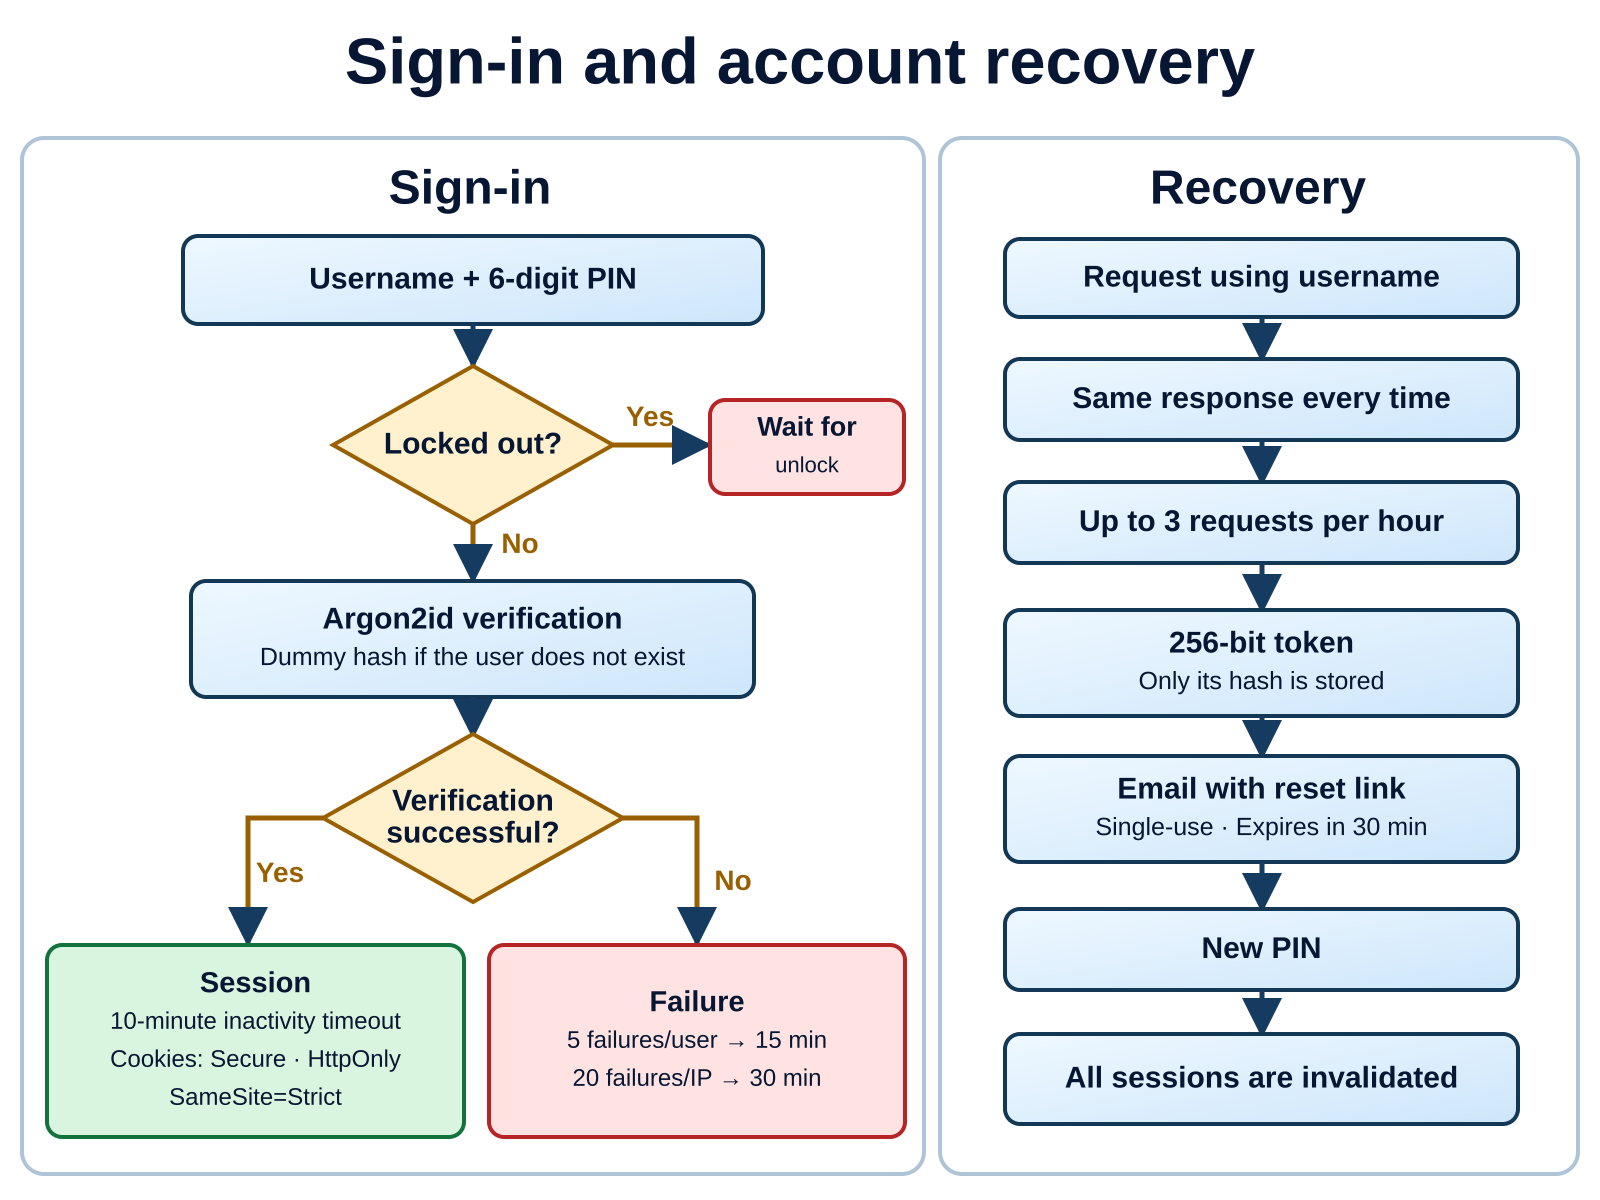 Sign-in and account recovery
Sign-in
Username + 6-digit PIN
Locked out?
Yes
Wait for
unlock
No
Argon2id verification
Dummy hash if the user does not exist
Verification
successful?
Yes
No
Session
10-minute inactivity timeout
Cookies: Secure · HttpOnly
SameSite=Strict
Failure
5 failures/user → 15 min
20 failures/IP → 30 min
Recovery
Request using username
Same response every time
Up to 3 requests per hour
256-bit token
Only its hash is stored
Email with reset link
Single-use · Expires in 30 min
New PIN
All sessions are invalidated